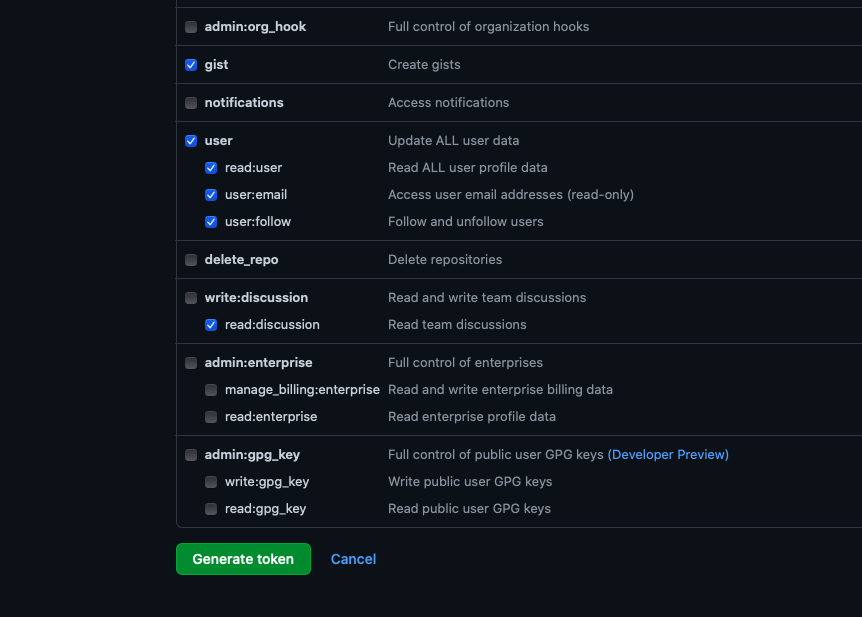 admin:org_hook Full control of organization hooks
gist Create gists
notifications Access notifications
user Update ALL user data
read:user Read ALL user profile data
user:email Access user email addresses (read-only)
user:follow Follow and unfollow users
delete_repo Delete repositories
write:discussion Read and write team discussions
read:discussion Read team discussions
admin:enterprise Full control of enterprises
manage_billing:enterprise Read and write enterprise billing data
read:enterprise Read enterprise profile data
admin:gpg_key Full control of public user GPG keys (Developer Preview)
write:gpg_key Write public user GPG keys
read:gpg_key Read public user GPG keys
Generate token Cancel